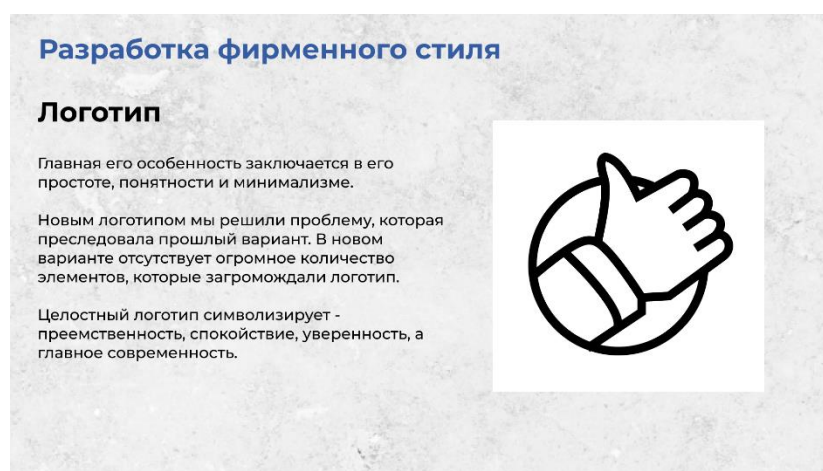 Разработка фирменного стиля
Логотип
Главная его особенность заключается в его
простоте, понятности и минимализме.
Новым логотипом мы решили проблему, которая
преследовала прошлый вариант. В новом
варианте отсутствует огромное количество
элементов, которые загромождали логотип.
Целостный логотип символизирует -
преемственность, спокойствие, уверенность, а
главное современность.